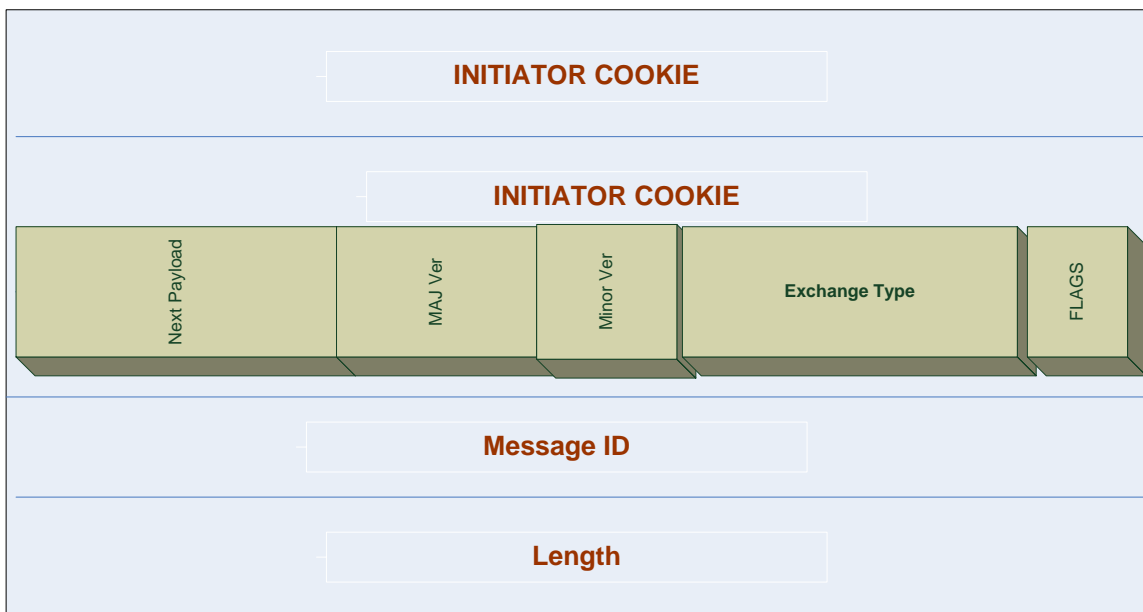 INITIATOR COOKIE
INITIATOR COOKIE
Next Payload
MAJ Ver
Minor Ver
Exchange Type
FLAGS
Message ID
Length